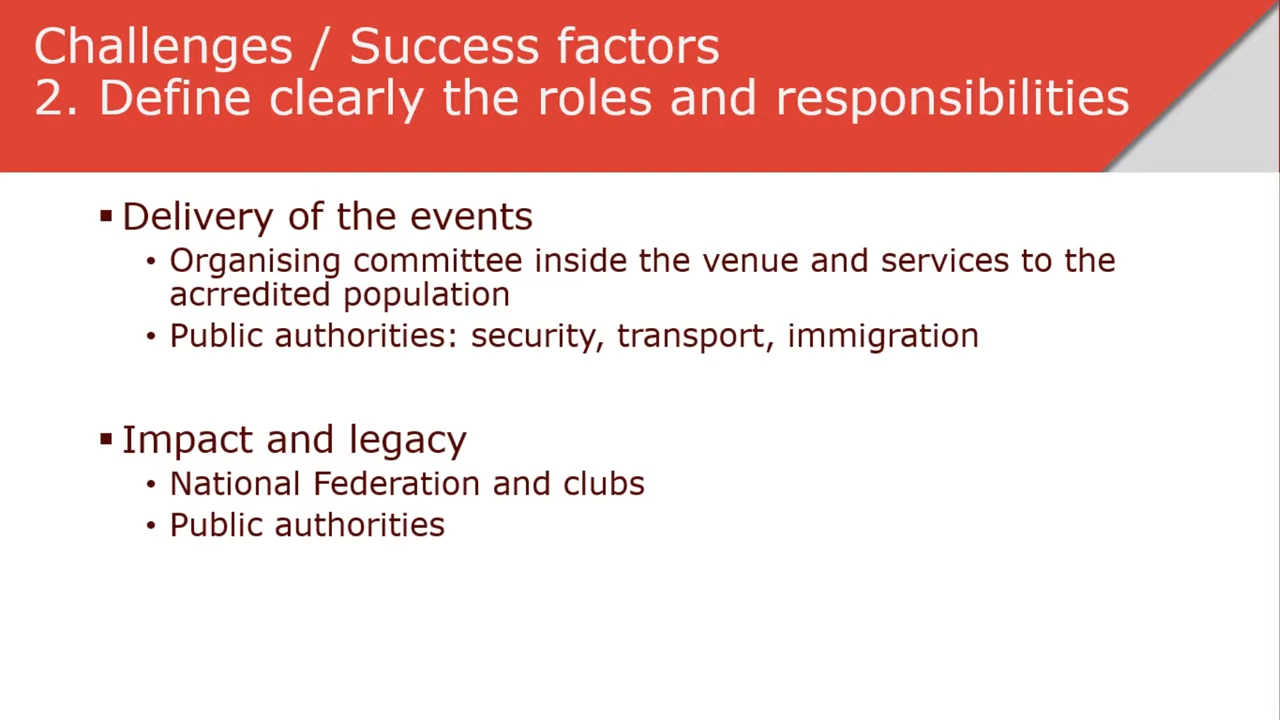 Challenges / Success factors
2. Define clearly the roles and responsibilities
▪ Delivery of the events
• Organising committee inside the venue and services to the
acrredited population
• Public authorities: security, transport, immigration
▪ Impact and legacy
• National Federation and clubs
• Public authorities